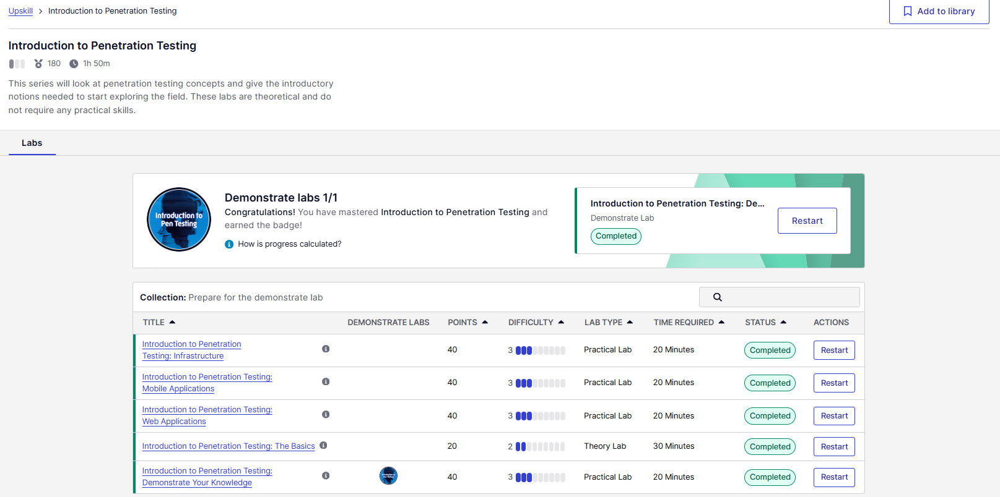 Upskill > Introduction to Penetration Testing
Add to library
Introduction to Penetration Testing
180 1h 50m
This series will look at penetration testing concepts and give the introductory
notions needed to start exploring the field. These labs are theoretical and do
not require any practical skills.
Labs
Introduction to
Pen Testing
Demonstrate labs 1/1
Congratulations! You have mastered Introduction to Penetration Testing and
earned the badge!
How is progress calculated?
Introduction to Penetration Testing: De...
Demonstrate Lab
Completed
Restart
Collection: Prepare for the demonstrate lab
TITLE DEMONSTRATE LABS POINTS DIFFICULTY LAB TYPE TIME REQUIRED STATUS ACTIONS
Introduction to Penetration
Testing: Infrastructure
40 3 Practical Lab 20 Minutes Completed Restart
Introduction to Penetration Testing:
Mobile Applications
40 3 Practical Lab 20 Minutes Completed Restart
Introduction to Penetration Testing:
Web Applications
40 3 Practical Lab 20 Minutes Completed Restart
Introduction to Penetration Testing: The Basics 20 2 Theory Lab 30 Minutes Completed Restart
Introduction to Penetration Testing:
Demonstrate Your Knowledge
Introduction to
Pen Testing
40 3 Practical Lab 20 Minutes Completed Restart